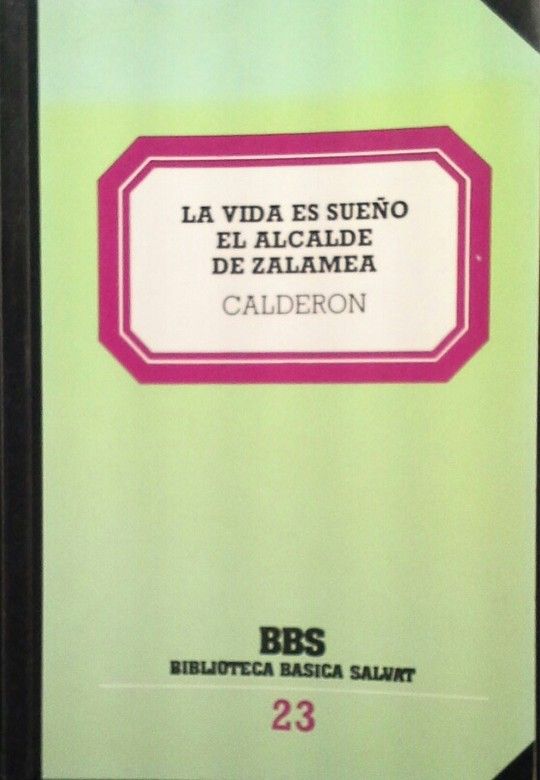 LA VIDA ES SUEÑO
EL ALCALDE
DE ZALAMEA
CALDERON
BBS
BIBLIOTECA BASICA SALVAT
23